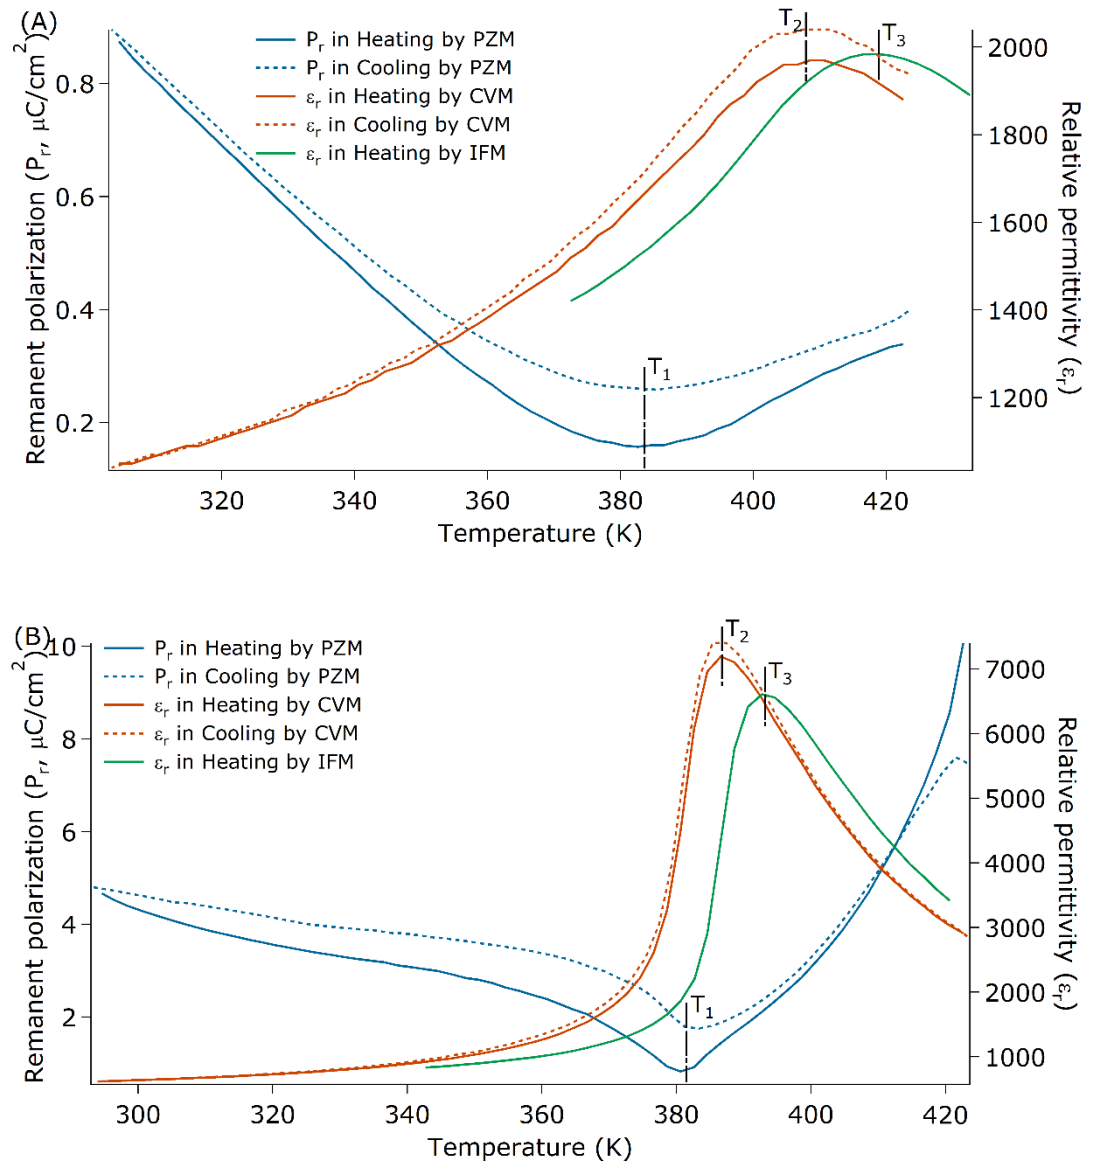 (A)
T₂
T₃
Pᵣ in Heating by PZM
Pᵣ in Cooling by PZM
εᵣ in Heating by CVM
εᵣ in Cooling by CVM
εᵣ in Heating by IFM
Remanent polarization (Pᵣ, μC/cm²)
0.8
0.6
0.4
0.2
2000
1800
1600
1400
1200
Relative permittivity (εᵣ)
T₁
320
340
360
380
400
420
Temperature (K)
(B)
Pᵣ in Heating by PZM
Pᵣ in Cooling by PZM
εᵣ in Heating by CVM
εᵣ in Cooling by CVM
εᵣ in Heating by IFM
T₂
T₃
Remanent polarization (Pᵣ, μC/cm²)
10
8
6
4
2
7000
6000
5000
4000
3000
2000
1000
Relative permittivity (εᵣ)
T₁
300
320
340
360
380
400
420
Temperature (K)